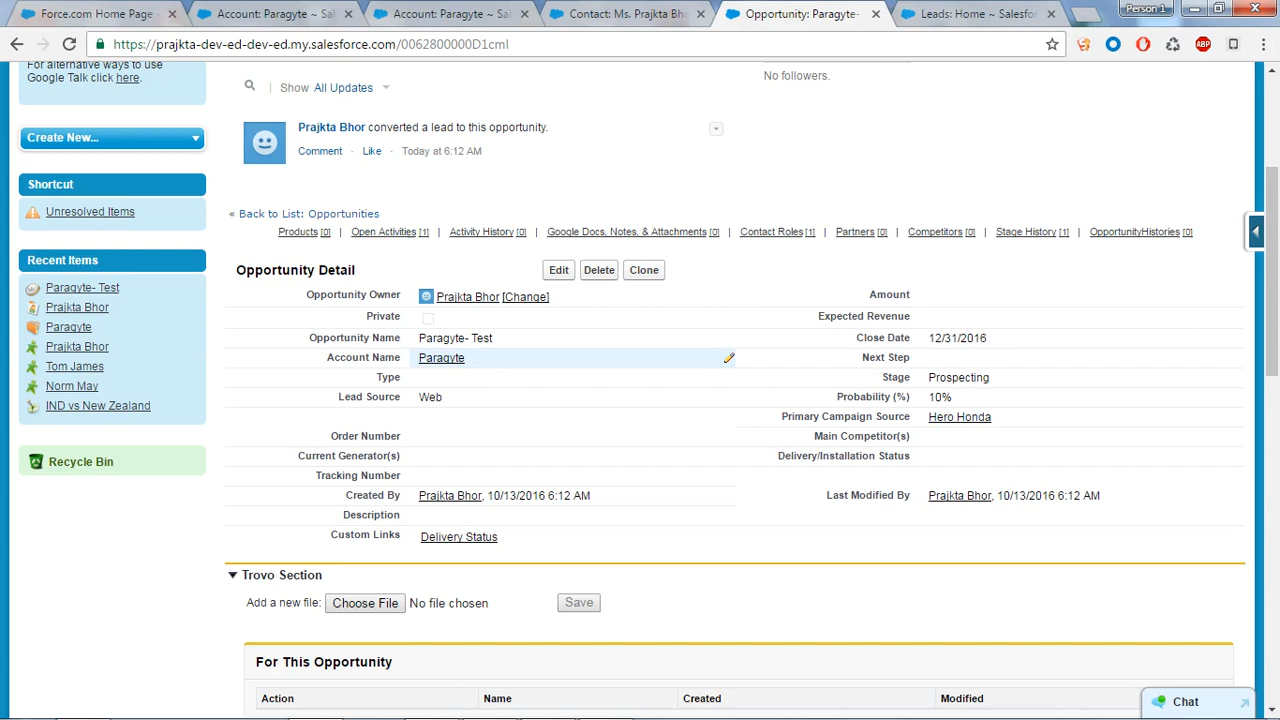 Force.com Home Page
Account: Paragyte ~ Sale
Account: Paragyte ~ Sal
Contact: Ms. Prajkta Bh
Opportunity: Paragyte-
Leads: Home ~ Salesfor
Person 1
https://prajkta-dev-ed-dev-ed.my.salesforce.com/0062800000D1cml
ABP
For alternative ways to use
Google Talk click here.
Create New...
Shortcut
Unresolved Items
Recent Items
Paragyte- Test
Prajkta Bhor
Paragyte
Prajkta Bhor
Tom James
Norm May
IND vs New Zealand
Recycle Bin
No followers.
Show All Updates
Prajkta Bhor converted a lead to this opportunity.
Comment · Like · Today at 6:12 AM
« Back to List: Opportunities
Products [0] | Open Activities [1] | Activity History [0] | Google Docs, Notes, & Attachments [0] | Contact Roles [1] | Partners [0] | Competitors [0] | Stage History [1] | OpportunityHistories [0]
Opportunity Detail Edit Delete Clone
Opportunity Owner Prajkta Bhor [Change] Amount
Private Expected Revenue
Opportunity Name Paragyte- Test Close Date 12/31/2016
Account Name Paragyte Next Step
Type Stage Prospecting
Lead Source Web Probability (%) 10%
Primary Campaign Source Hero Honda
Order Number Main Competitor(s)
Current Generator(s) Delivery/Installation Status
Tracking Number
Created By Prajkta Bhor, 10/13/2016 6:12 AM Last Modified By Prajkta Bhor, 10/13/2016 6:12 AM
Description
Custom Links Delivery Status
Trovo Section
Add a new file: Choose File No file chosen Save
For This Opportunity
Action Name Created Modified
Chat